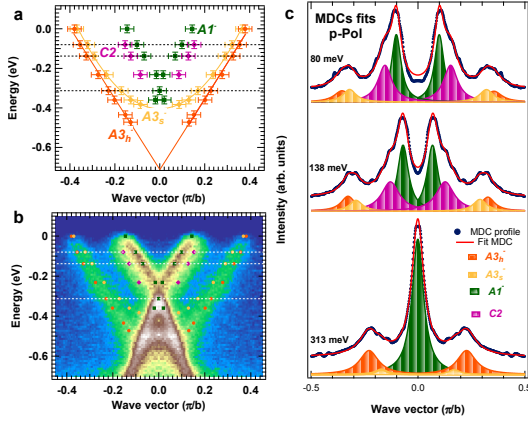 a
0.0
-0.2
-0.4
-0.6
Energy (eV)
A1-
C2
A3s-
A3h-
-0.4 -0.2 0.0 0.2 0.4
Wave vector (π/b)
b
0
-0.2
-0.4
-0.6
Energy (eV)
-0.4 -0.2 0.0 0.2 0.4
Wave vector (π/b)
c
MDCs fits
p-Pol
80 meV
138 meV
313 meV
Intensity (arb. units)
MDC profile
Fit MDC
A3h-
A3s-
A1-
C2
-0.5 0.0 0.5
Wave vector (π/b)